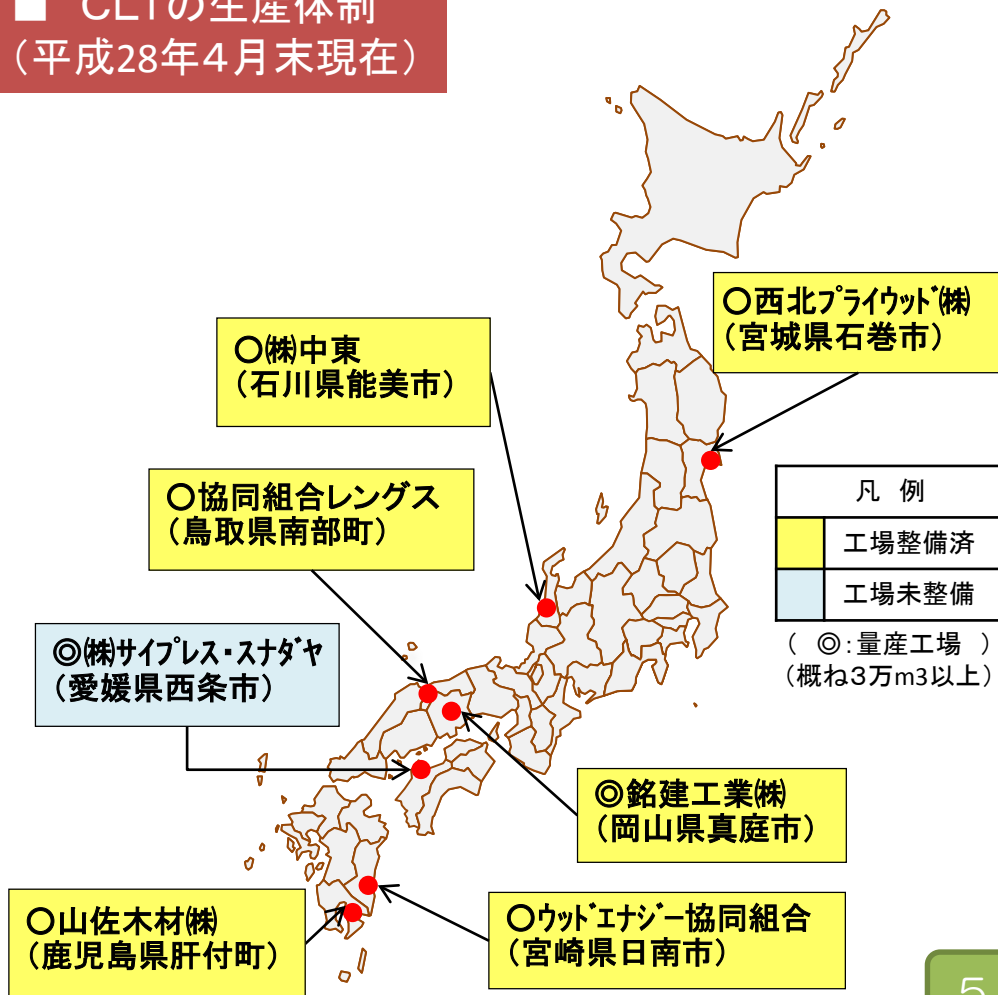 ■ CLTの生産体制
（平成28年４月末現在）
〇西北プライウッド㈱
（宮城県石巻市）
〇㈱中東
（石川県能美市）
〇協同組合レングス
（鳥取県南部町）
凡 例
工場整備済
工場未整備
（ ◎：量産工場 ）
（概ね３万m3以上）
◎㈱サイプレス・スナダヤ
（愛媛県西条市）
◎銘建工業㈱
（岡山県真庭市）
〇山佐木材㈱
（鹿児島県肝付町）
〇ウッドエナジー協同組合
（宮崎県日南市）
5